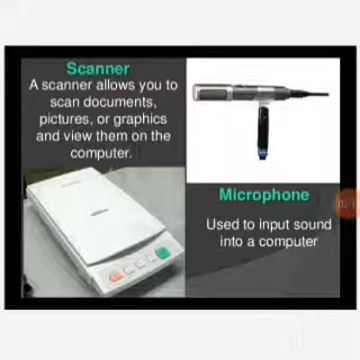 Scanner
A scanner allows you to
scan documents,
pictures, or graphics
and view them on the
computer.
Microphone
Used to input sound
into a computer